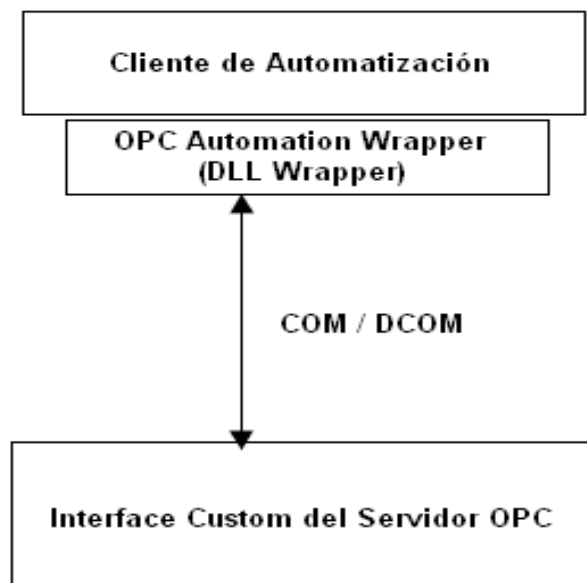 Cliente de Automatización
OPC Automation Wrapper
(DLL Wrapper)
COM / DCOM
Interface Custom del Servidor OPC